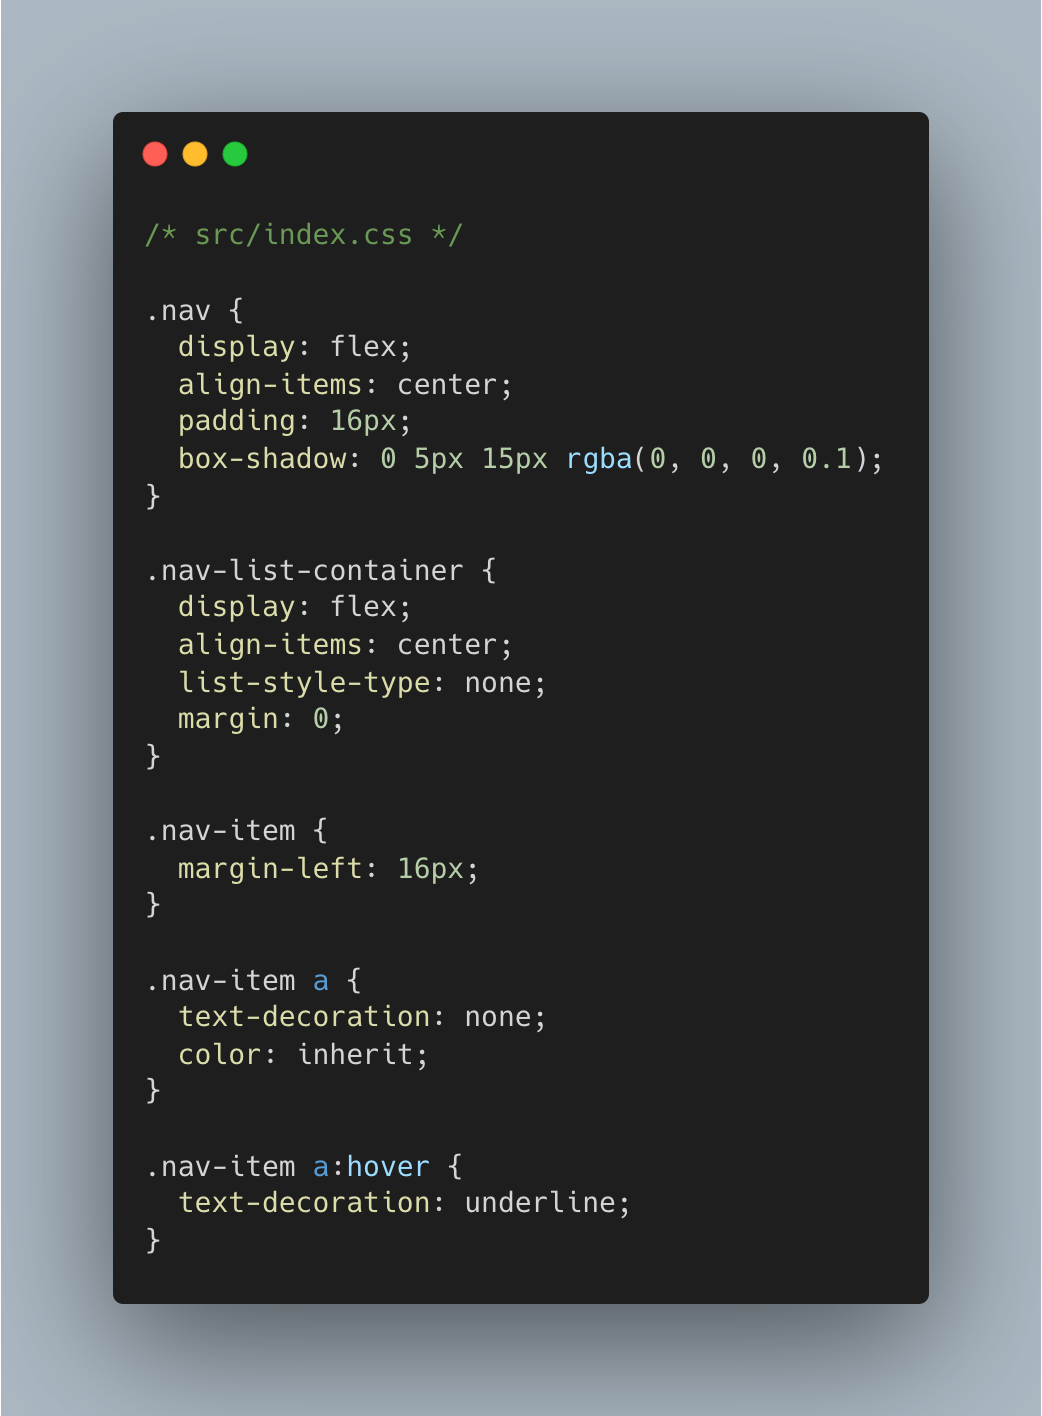 /* src/index.css */

.nav {
  display: flex;
  align-items: center;
  padding: 16px;
  box-shadow: 0 5px 15px rgba(0, 0, 0, 0.1);
}

.nav-list-container {
  display: flex;
  align-items: center;
  list-style-type: none;
  margin: 0;
}

.nav-item {
  margin-left: 16px;
}

.nav-item a {
  text-decoration: none;
  color: inherit;
}

.nav-item a:hover {
  text-decoration: underline;
}